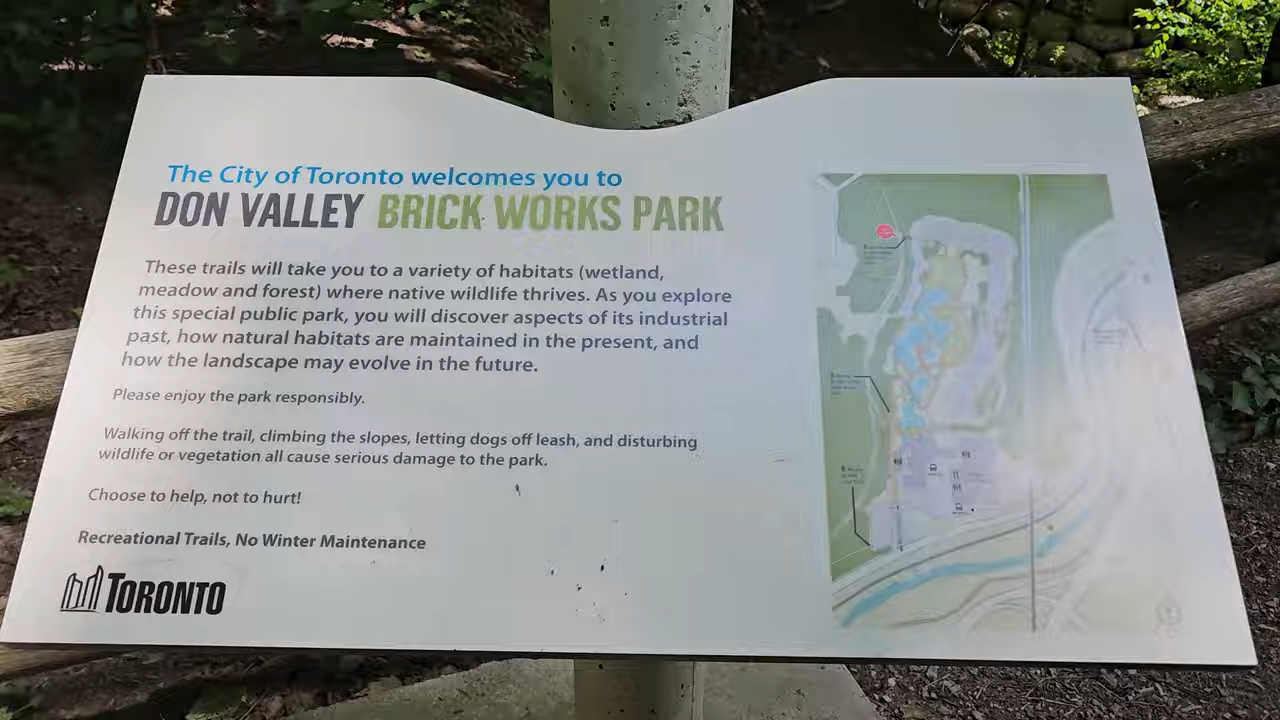 The City of Toronto welcomes you to
DON VALLEY BRICK WORKS PARK
These trails will take you to a variety of habitats (wetland,
meadow and forest) where native wildlife thrives. As you explore
this special public park, you will discover aspects of its industrial
past, how natural habitats are maintained in the present, and
how the landscape may evolve in the future.
Please enjoy the park responsibly.
Walking off the trail, climbing the slopes, letting dogs off leash, and disturbing
wildlife or vegetation all cause serious damage to the park.
Choose to help, not to hurt!
Recreational Trails, No Winter Maintenance
TORONTO